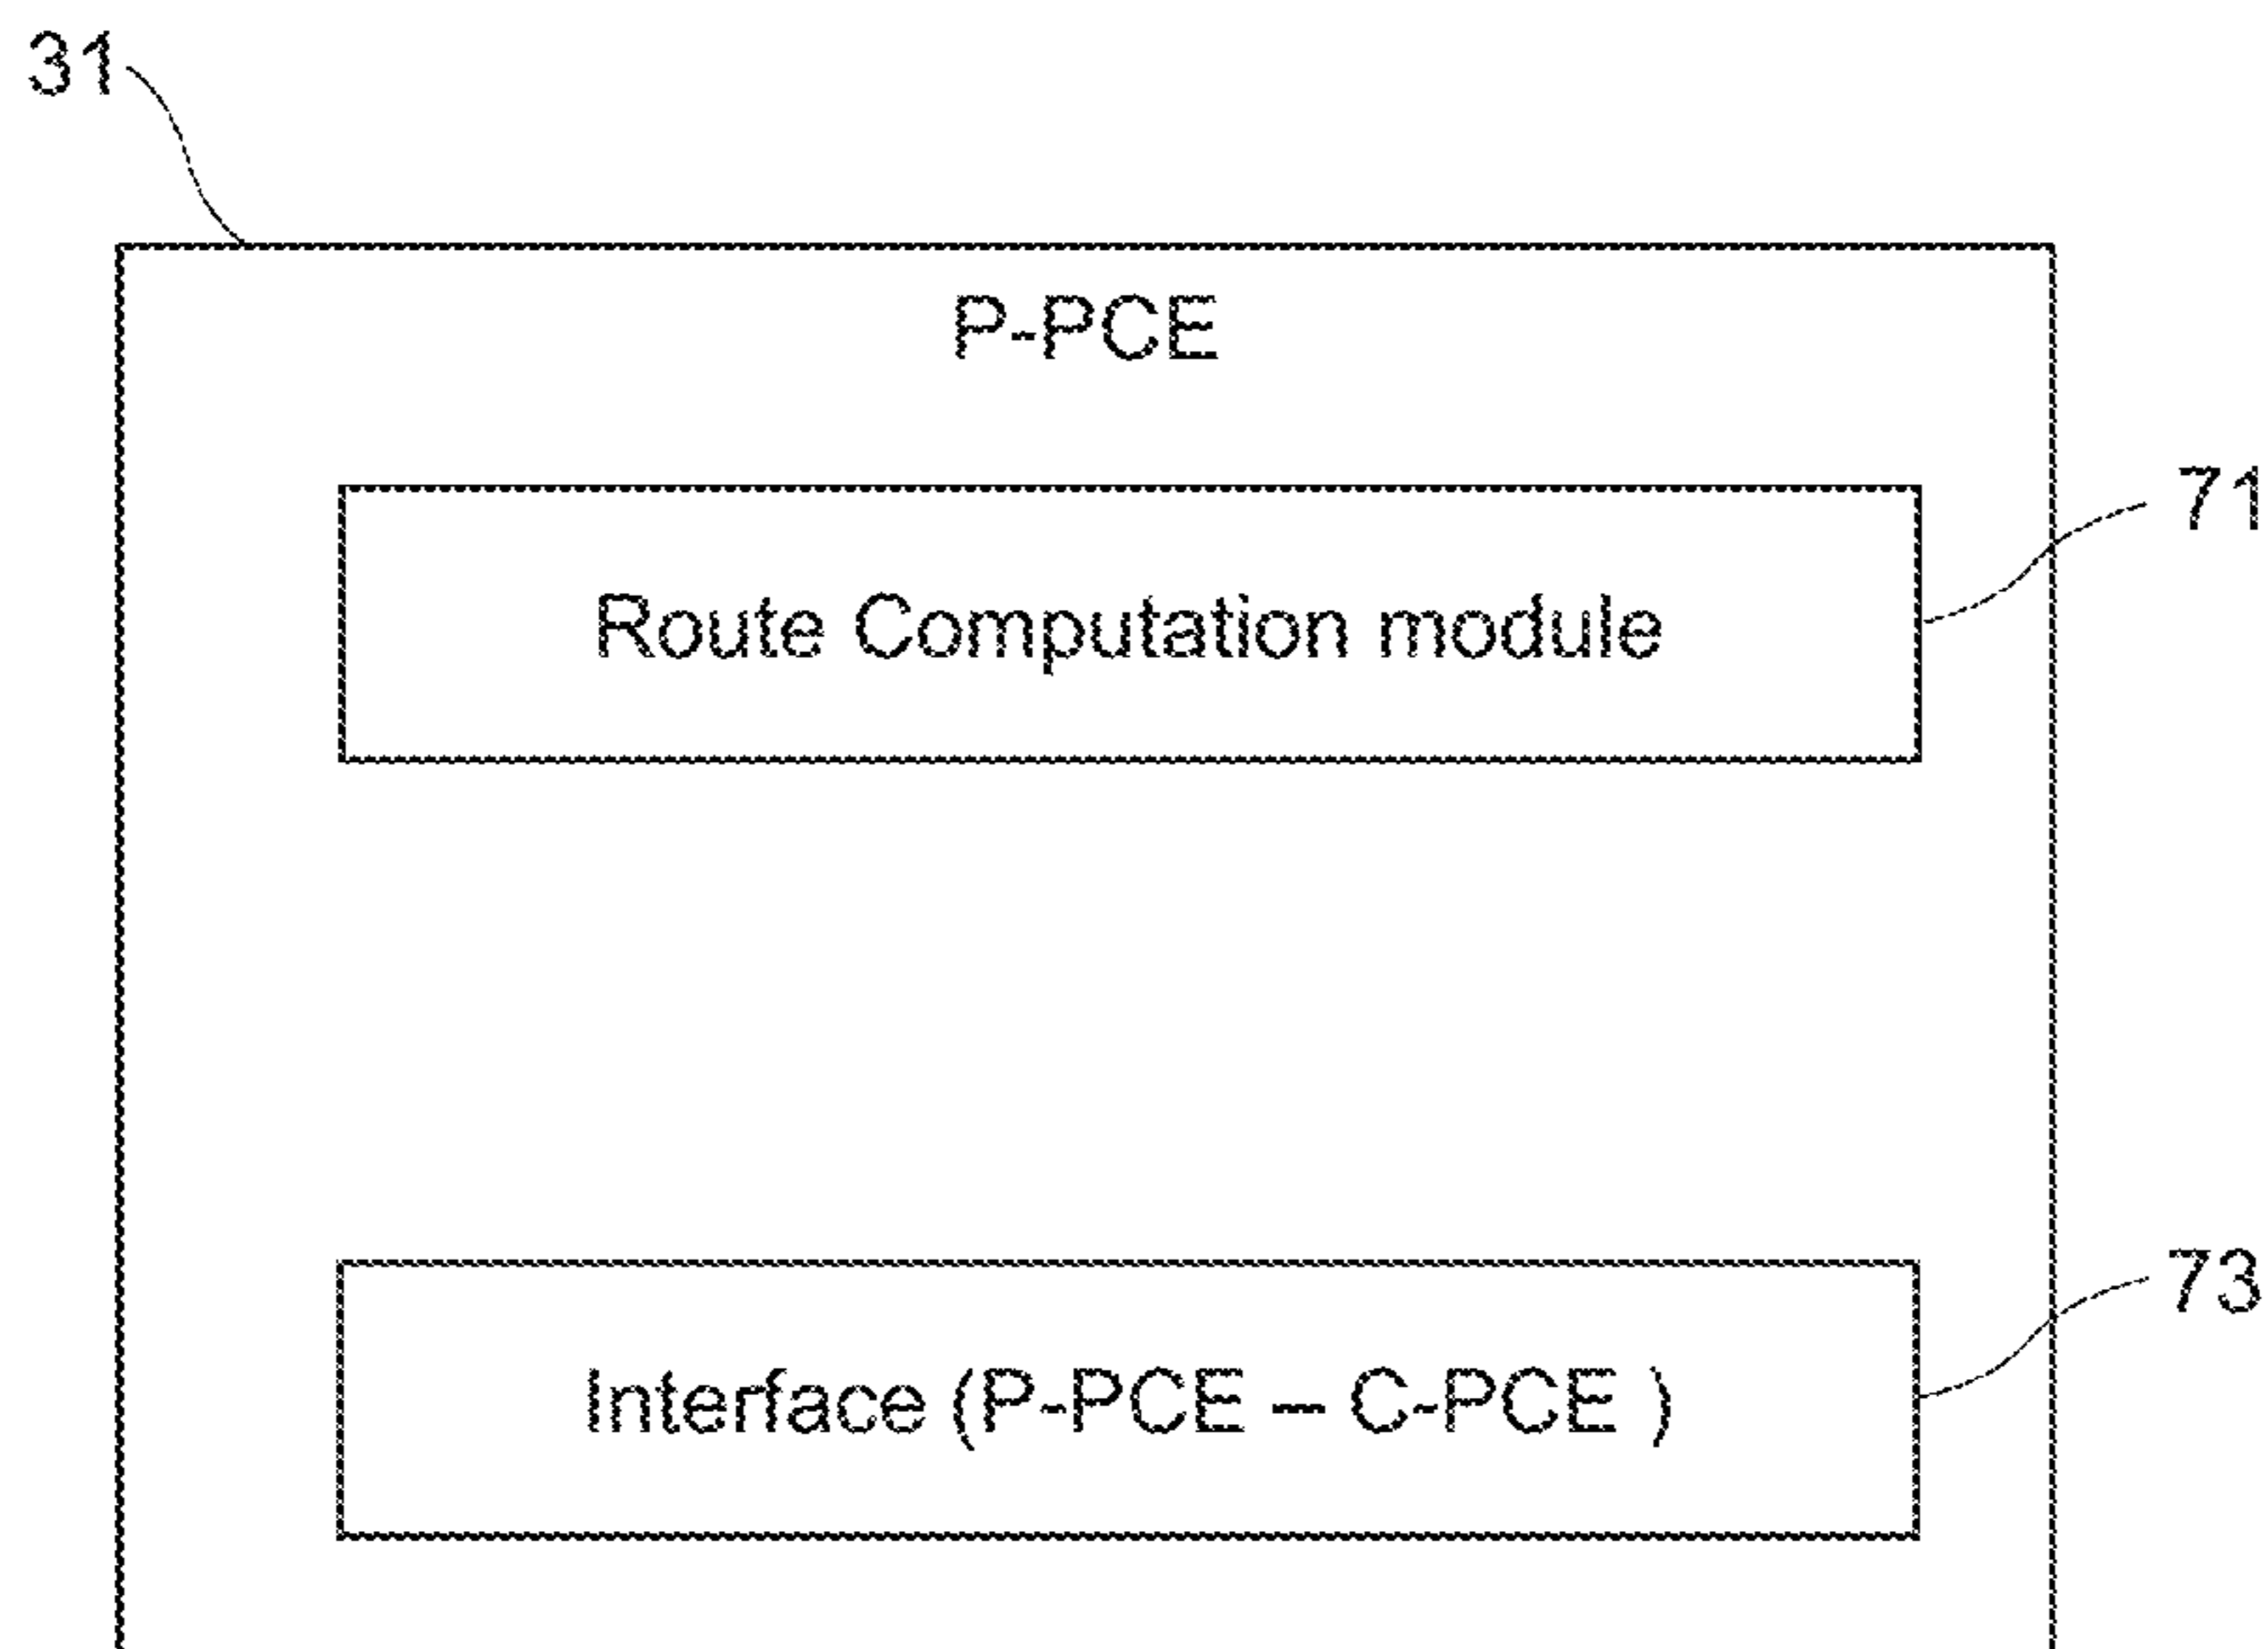 31
P-PCE
71
Route Computation module
73
Interface (P-PCE – C-PCE )